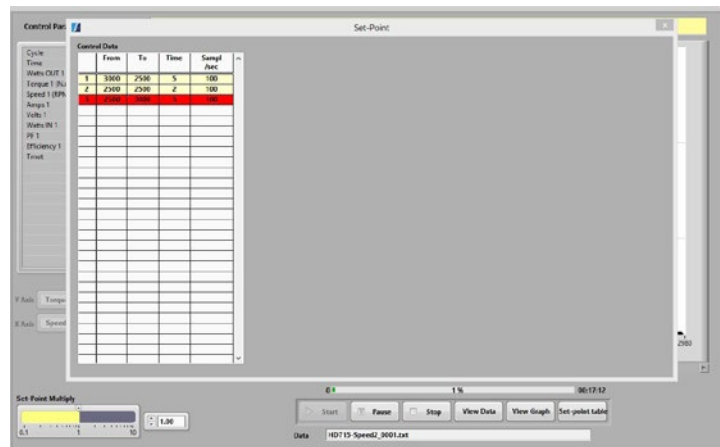 Control Par
Set-Point
Control Data
From To Time Sampl /sec
1 3000 2500 5 100
2 2500 2500 2 100
2500 3000 5 100
Cycle
Time
Watts OUT 1
Torque 1 (N.
Speed 1 (RPM
Amps 1
Volts 1
Watts IN 1
PF 1
Efficiency 1
Y Axis Torque
X Axis Speed
2980
0 1 % 00:17:12
Set-Point Multiply
0.1 1 10
1.00
Start Pause Stop View Data View Graph Set-point table
Data HDT15-Speed2_0001.txt